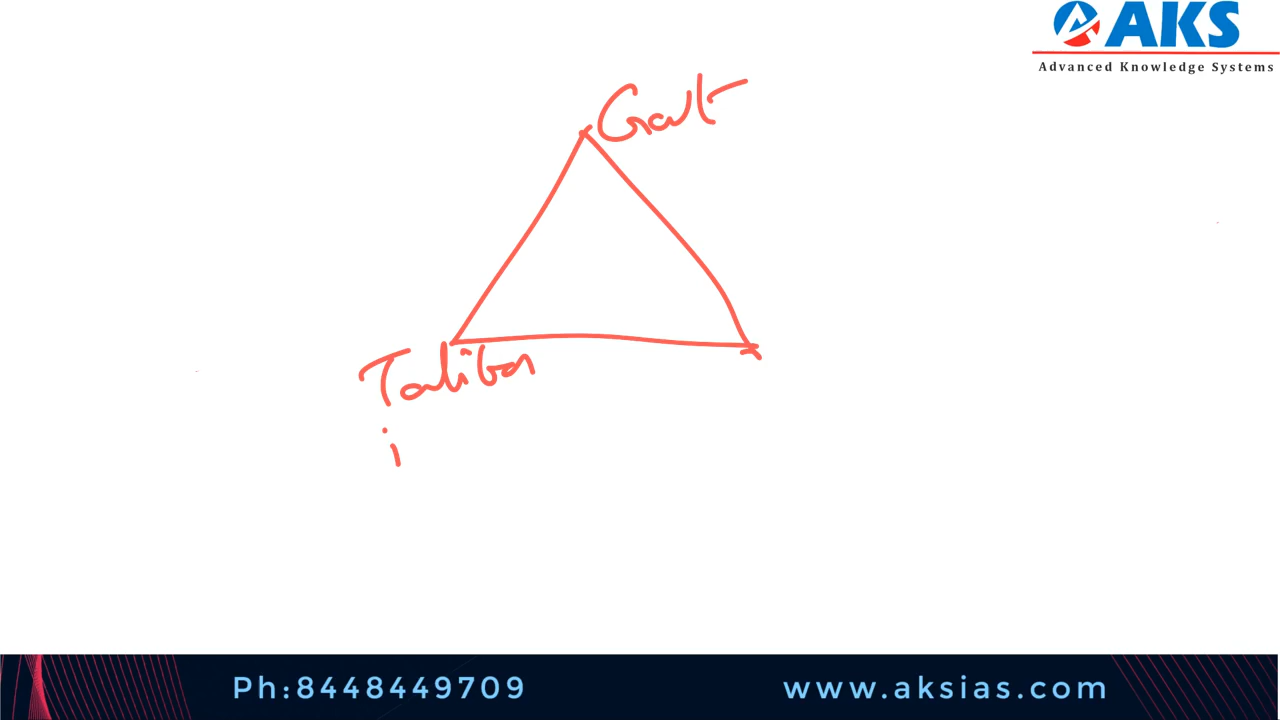 AKS
Advanced Knowledge Systems
Govt
Taliban
i
Ph:8448449709
www.aksias.com